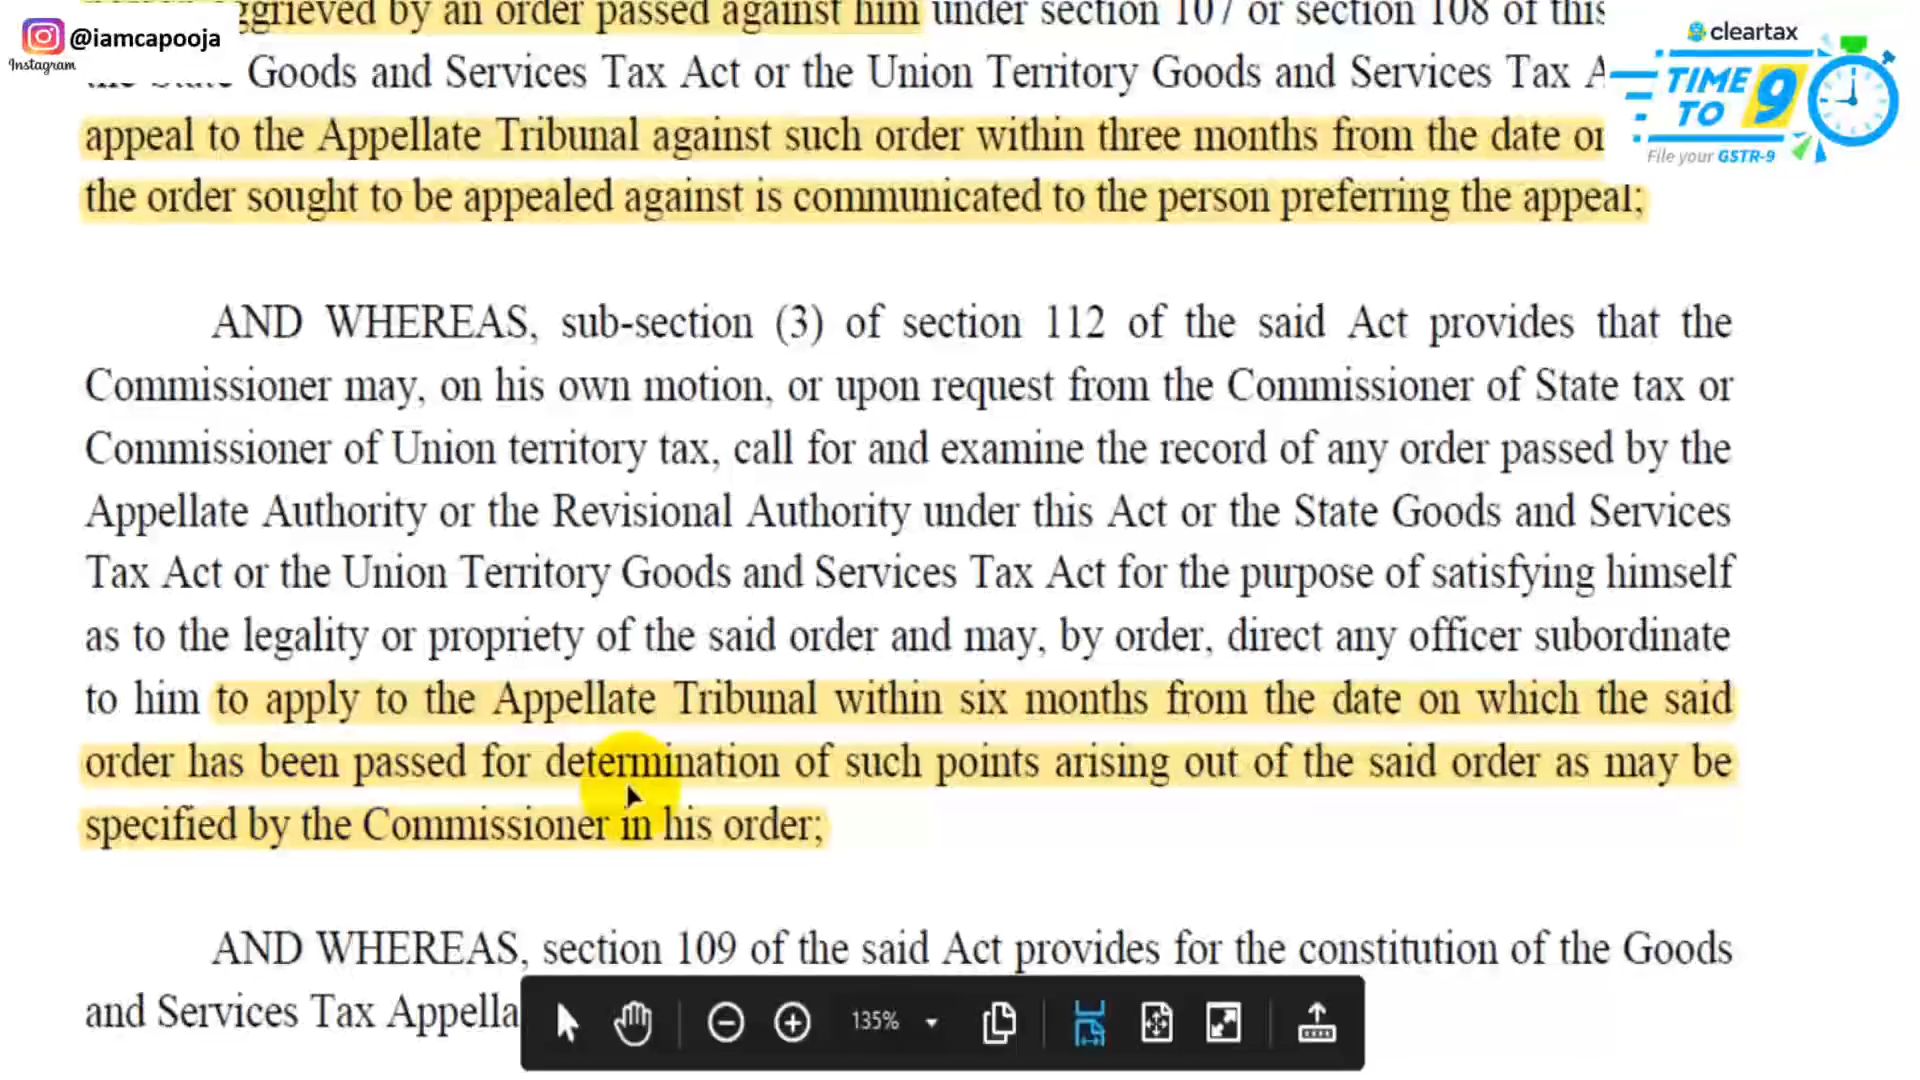 aggrieved by an order passed against him under section 107 or section 108 of this
@iamcapooja
Instagram
the State Goods and Services Tax Act or the Union Territory Goods and Services Tax
appeal to the Appellate Tribunal against such order within three months from the date
the order sought to be appealed against is communicated to the person preferring the appeal;
cleartax
TIME
TO 9
File your GSTR-9
AND WHEREAS, sub-section (3) of section 112 of the said Act provides that the
Commissioner may, on his own motion, or upon request from the Commissioner of State tax or
Commissioner of Union territory tax, call for and examine the record of any order passed by the
Appellate Authority or the Revisional Authority under this Act or the State Goods and Services
Tax Act or the Union Territory Goods and Services Tax Act for the purpose of satisfying himself
as to the legality or propriety of the said order and may, by order, direct any officer subordinate
to him to apply to the Appellate Tribunal within six months from the date on which the said
order has been passed for determination of such points arising out of the said order as may be
specified by the Commissioner in his order;
AND WHEREAS, section 109 of the said Act provides for the constitution of the Goods
and Services Tax Appella
135%